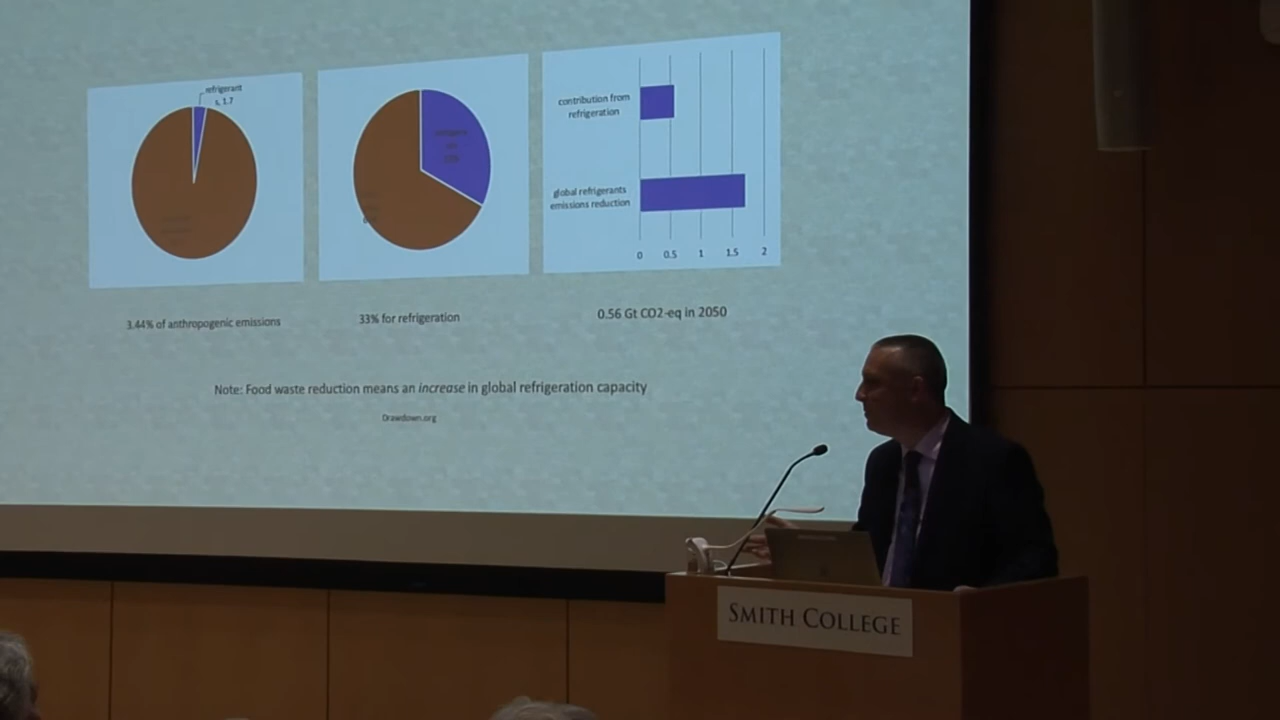 refrigerant
s, 1.7
3.44% of anthropogenic emissions
33% for refrigeration
contribution from
refrigeration
global refrigerants
emissions reduction
0 0.5 1 1.5 2
0.56 Gt CO2-eq in 2050
Note: Food waste reduction means an increase in global refrigeration capacity
Drawdown.org
SMITH COLLEGE